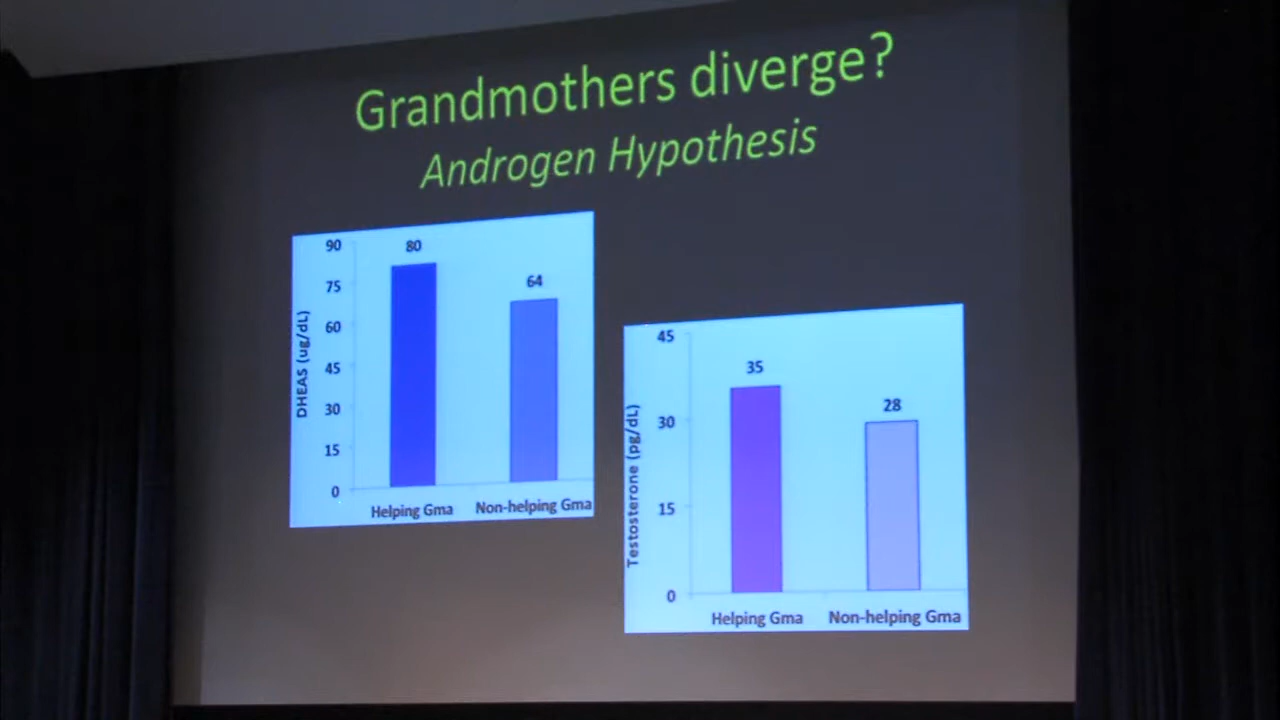 Grandmothers diverge?
Androgen Hypothesis
DHEAS (ug/dL)
90
75
60
45
30
15
0
80
64
Helping Gma
Non-helping Gma
Testosterone (pg/dL)
45
30
15
0
35
28
Helping Gma
Non-helping Gma